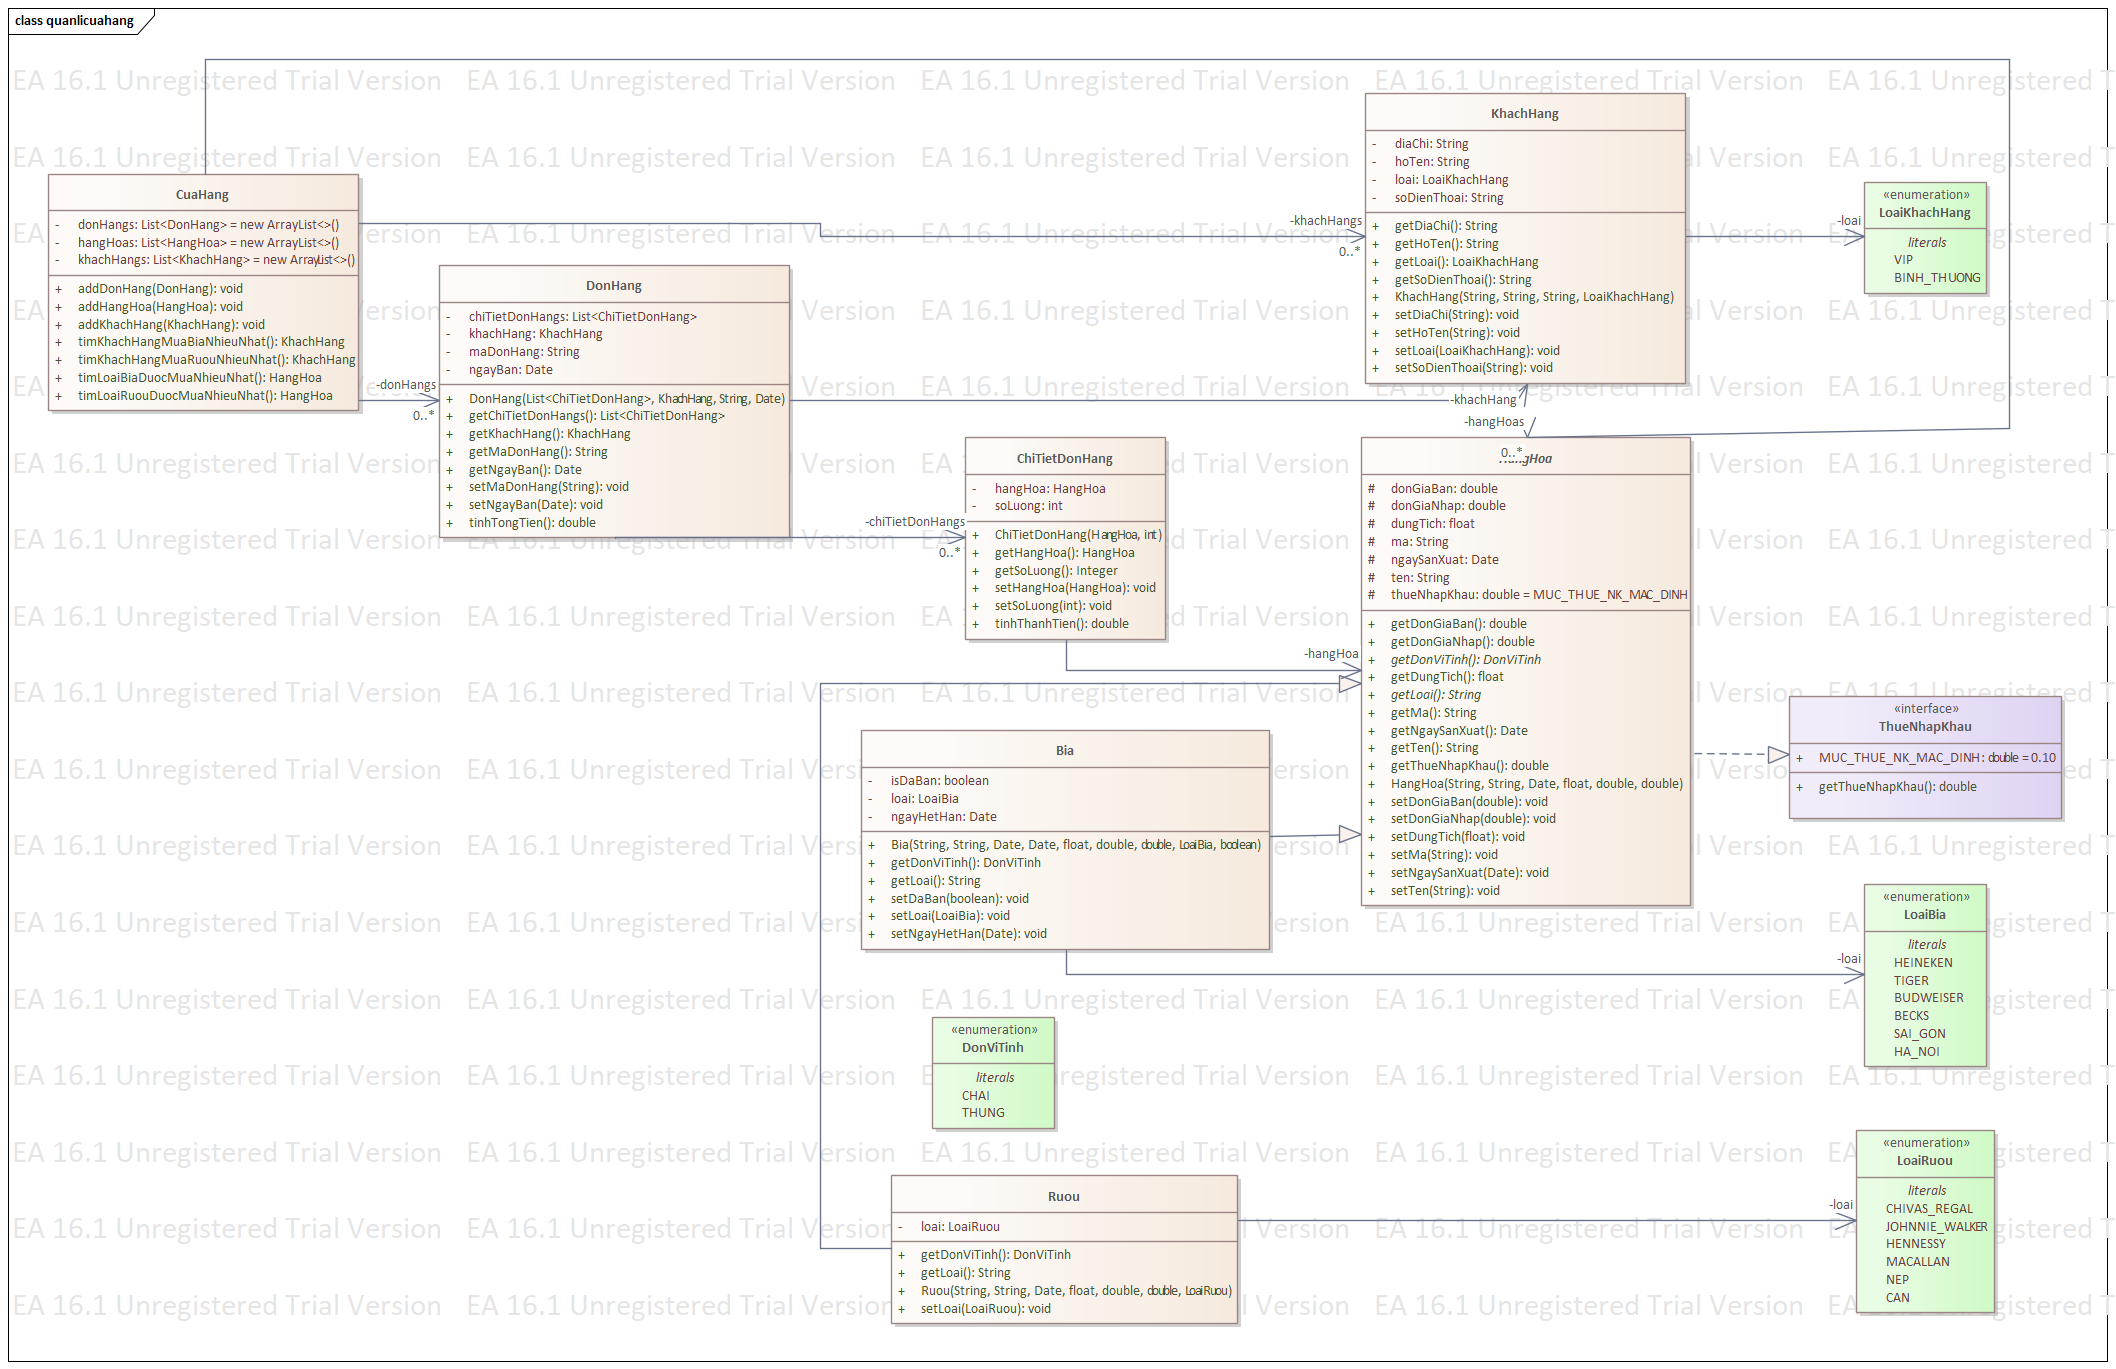 class quanlicuahang
CuaHang
- donHangs: List<DonHang> = new ArrayList<>()
- hangHoas: List<HangHoa> = new ArrayList<>()
- khachHangs: List<KhachHang> = new ArrayList<>()
+ addDonHang(DonHang): void
+ addHangHoa(HangHoa): void
+ addKhachHang(KhachHang): void
+ timKhachHangMuaBiaNhieuNhat(): KhachHang
+ timKhachHangMuaRuouNhieuNhat(): KhachHang
+ timLoaiBiaDuocMuaNhieuNhat(): HangHoa
+ timLoaiRuouDuocMuaNhieuNhat(): HangHoa
-donHangs
0..*
DonHang
- chiTietDonHangs: List<ChiTietDonHang>
- khachHang: KhachHang
- maDonHang: String
- ngayBan: Date
+ DonHang(List<ChiTietDonHang>, KhachHang, String, Date)
+ getChiTietDonHangs(): List<ChiTietDonHang>
+ getKhachHang(): KhachHang
+ getMaDonHang(): String
+ getNgayBan(): Date
+ setMaDonHang(String): void
+ setNgayBan(Date): void
+ tinhTongTien(): double
-khachHangs
0..*
KhachHang
- diaChi: String
- hoTen: String
- loai: LoaiKhachHang
- soDienThoai: String
+ getDiaChi(): String
+ getHoTen(): String
+ getLoai(): LoaiKhachHang
+ getSoDienThoai(): String
+ KhachHang(String, String, String, LoaiKhachHang)
+ setDiaChi(String): void
+ setHoTen(String): void
+ setLoai(LoaiKhachHang): void
+ setSoDienThoai(String): void
-loai
«enumeration»
LoaiKhachHang
literals
VIP
BINH_THUONG
-khachHang
-hangHoas
0..*
-chiTietDonHangs
0..*
ChiTietDonHang
- hangHoa: HangHoa
- soLuong: int
+ ChiTietDonHang(HangHoa, int)
+ getHangHoa(): HangHoa
+ getSoLuong(): Integer
+ setHangHoa(HangHoa): void
+ setSoLuong(int): void
+ tinhThanhTien(): double
-hangHoa
HangHoa
# donGiaBan: double
# donGiaNhap: double
# dungTich: float
# ma: String
# ngaySanXuat: Date
# ten: String
# thueNhapKhau: double = MUC_THUE_NK_MAC_DINH
+ getDonGiaBan(): double
+ getDonGiaNhap(): double
+ getDonViTinh(): DonViTinh
+ getDungTich(): float
+ getLoai(): String
+ getMa(): String
+ getNgaySanXuat(): Date
+ getTen(): String
+ getThueNhapKhau(): double
+ HangHoa(String, String, Date, float, double, double)
+ setDonGiaBan(double): void
+ setDonGiaNhap(double): void
+ setDungTich(float): void
+ setMa(String): void
+ setNgaySanXuat(Date): void
+ setTen(String): void
«interface»
ThueNhapKhau
+ MUC_THUE_NK_MAC_DINH: double = 0.10
+ getThueNhapKhau(): double
Bia
- isDaBan: boolean
- loai: LoaiBia
- ngayHetHan: Date
+ Bia(String, String, Date, Date, float, double, double, LoaiBia, boolean)
+ getDonViTinh(): DonViTinh
+ getLoai(): String
+ setDaBan(boolean): void
+ setLoai(LoaiBia): void
+ setNgayHetHan(Date): void
-loai
«enumeration»
LoaiBia
literals
HEINEKEN
TIGER
BUDWEISER
BECKS
SAI_GON
HA_NOI
«enumeration»
DonViTinh
literals
CHAI
THUNG
Ruou
- loai: LoaiRuou
+ getDonViTinh(): DonViTinh
+ getLoai(): String
+ Ruou(String, String, Date, float, double, double, LoaiRuou)
+ setLoai(LoaiRuou): void
-loai
«enumeration»
LoaiRuou
literals
CHIVAS_REGAL
JOHNNIE_WALKER
HENNESSY
MACALLAN
NEP
CAN
EA 16.1 Unregistered Trial Version